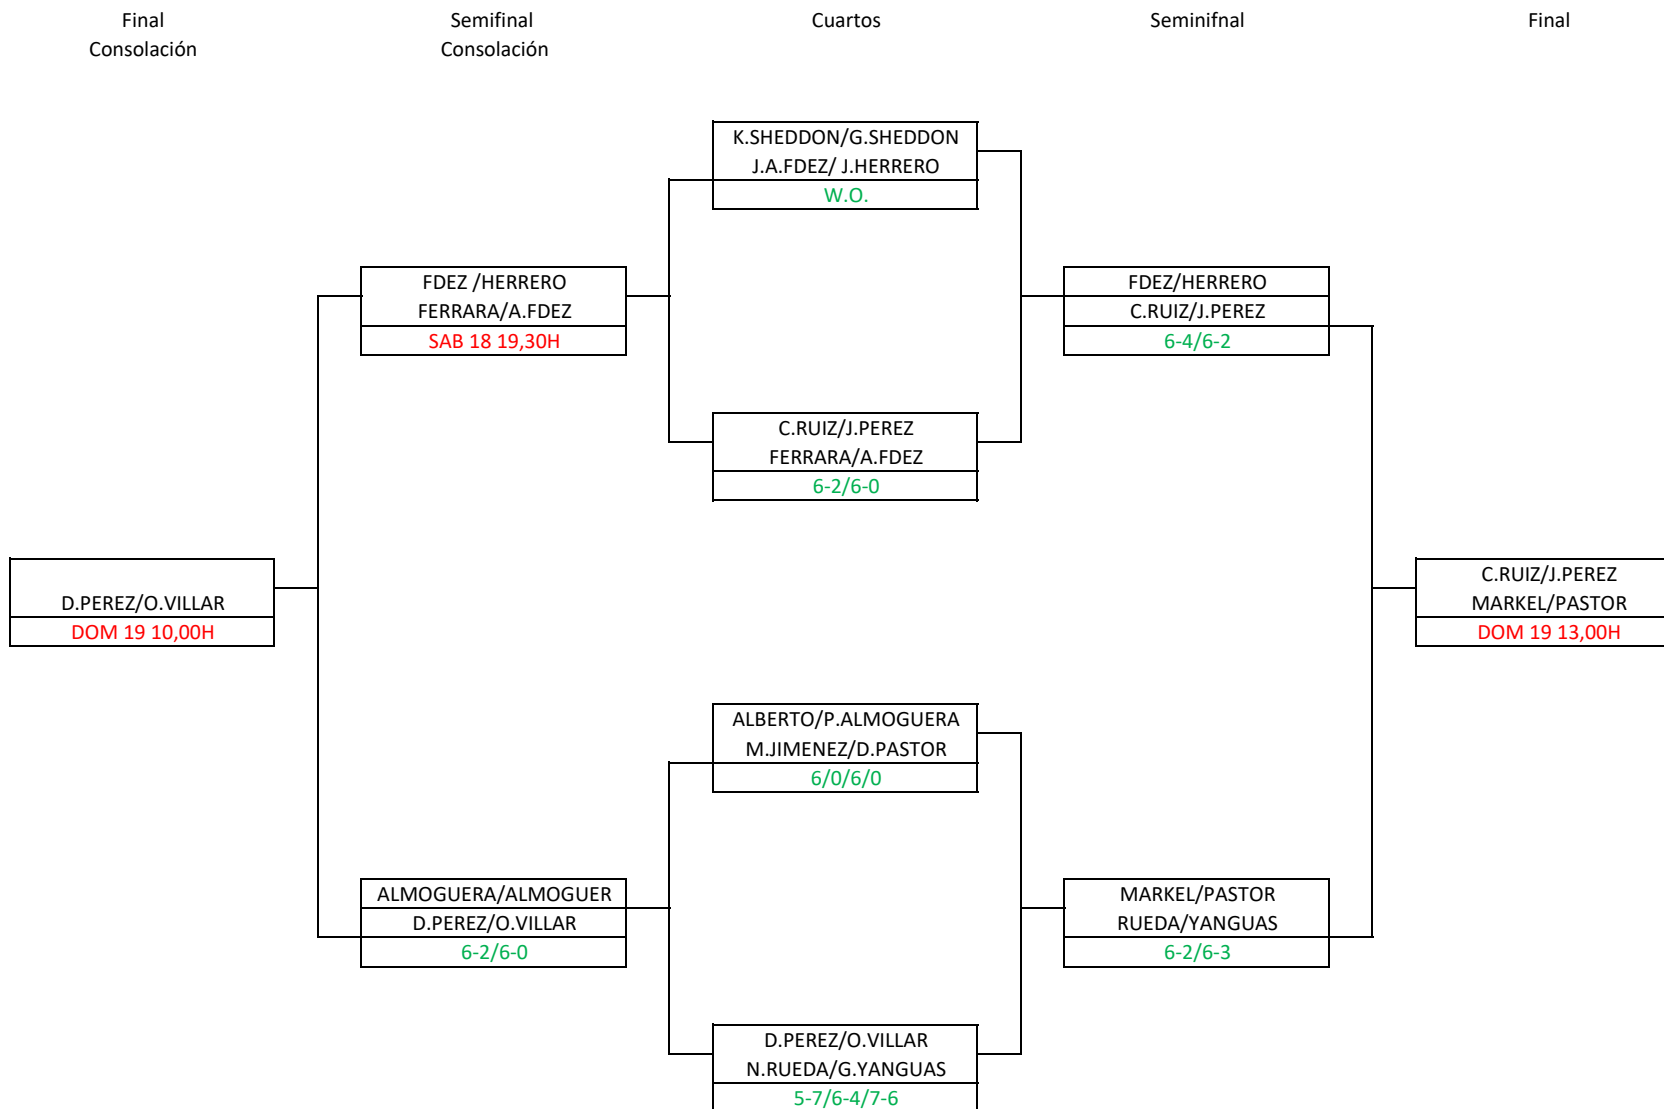 Final
Consolación
Semifinal
Consolación
Cuartos
Seminifnal
Final
K.SHEDDON/G.SHEDDON
J.A.FDEZ/ J.HERRERO
W.O.
FDEZ /HERRERO
FERRARA/A.FDEZ
SAB 18 19,30H
FDEZ/HERRERO
C.RUIZ/J.PEREZ
6-4/6-2
C.RUIZ/J.PEREZ
FERRARA/A.FDEZ
6-2/6-0
D.PEREZ/O.VILLAR
DOM 19 10,00H
C.RUIZ/J.PEREZ
MARKEL/PASTOR
DOM 19 13,00H
ALBERTO/P.ALMOGUERA
M.JIMENEZ/D.PASTOR
6/0/6/0
ALMOGUERA/ALMOGUER
D.PEREZ/O.VILLAR
6-2/6-0
MARKEL/PASTOR
RUEDA/YANGUAS
6-2/6-3
D.PEREZ/O.VILLAR
N.RUEDA/G.YANGUAS
5-7/6-4/7-6